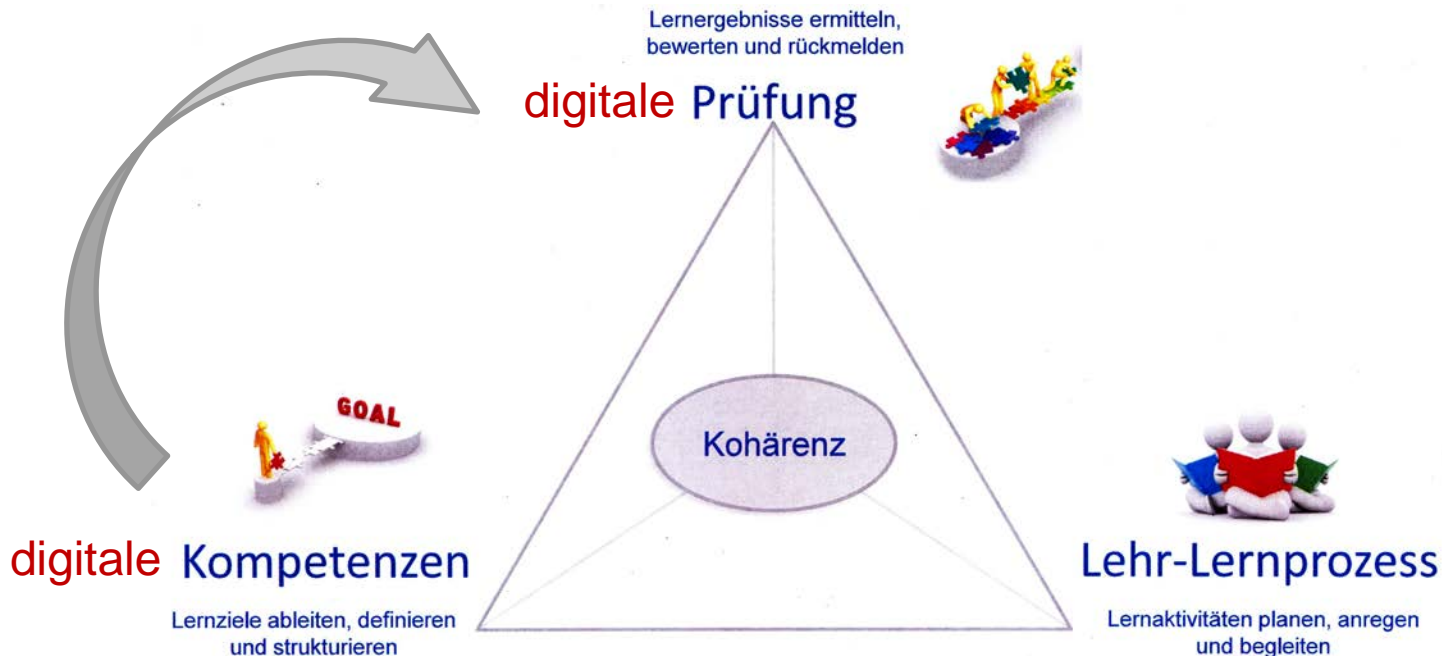 Lernergebnisse ermitteln,
bewerten und rückmelden
digitale Prüfung
GOAL
Kohärenz
digitale Kompetenzen
Lernziele ableiten, definieren
und strukturieren
Lehr-Lernprozess
Lernaktivitäten planen, anregen
und begleiten